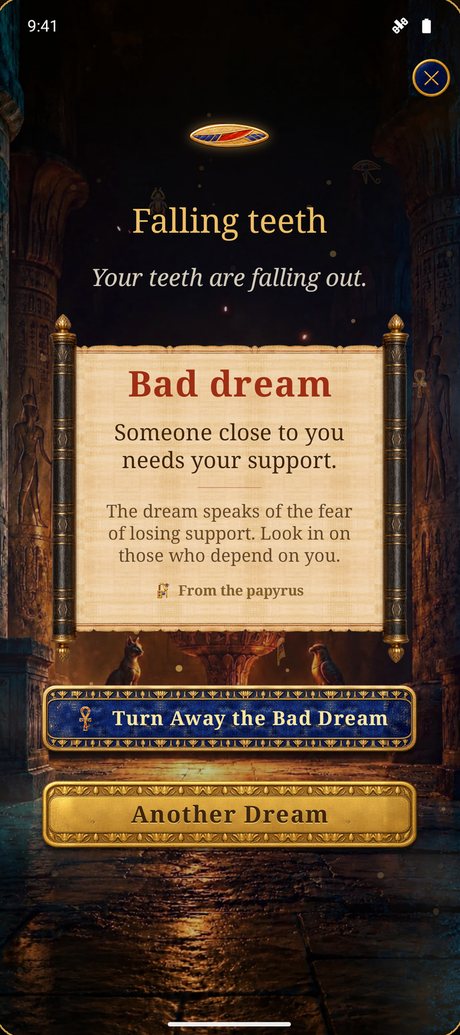 9:41
Falling teeth
Your teeth are falling out.
Bad dream
Someone close to you
needs your support.
The dream speaks of the fear
of losing support. Look in on
those who depend on you.
From the papyrus
Turn Away the Bad Dream
Another Dream